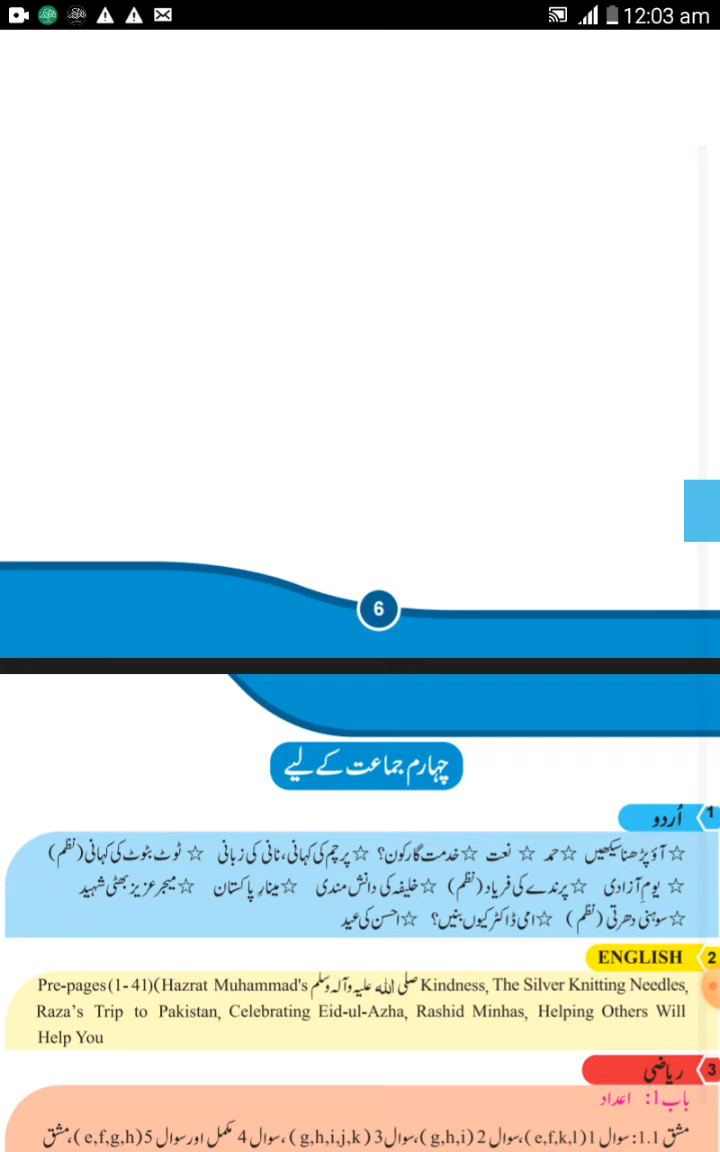 12:03 am
6
چہارم جماعت کے لیے
1 اُردو
☆ آؤ پڑھنا سیکھیں ☆ حمد ☆ نعت ☆ خدمت گار کون؟ ☆ پرچم کی کہانی، نانی کی زبانی ☆ ٹوٹ بٹوٹ کی کہانی (نظم)
☆ یومِ آزادی ☆ پرندے کی فریاد (نظم) ☆ خلیفہ کی دانش مندی ☆ مینارِ پاکستان ☆ میجر عزیز بھٹی شہید
☆ سوہنی دھرتی (نظم) ☆ امی ڈاکٹر کیوں بنیں؟ ☆ احسن کی عید
ENGLISH 2
Pre-pages (1- 41)(Hazrat Muhammad's صلی اللہ علیہ وآلہ وسلم Kindness, The Silver Knitting Needles,
Raza's Trip to Pakistan, Celebrating Eid-ul-Azha, Rashid Minhas, Helping Others Will
Help You
3 ریاضی
باب 1: اعداد
مشق 1.1: سوال 1 (e,f,k,l)، سوال 2 (g,h,i)، سوال 3 (g,h,i,j,k)، سوال 4 مکمل اور سوال 5 (e,f,g,h)، مشق